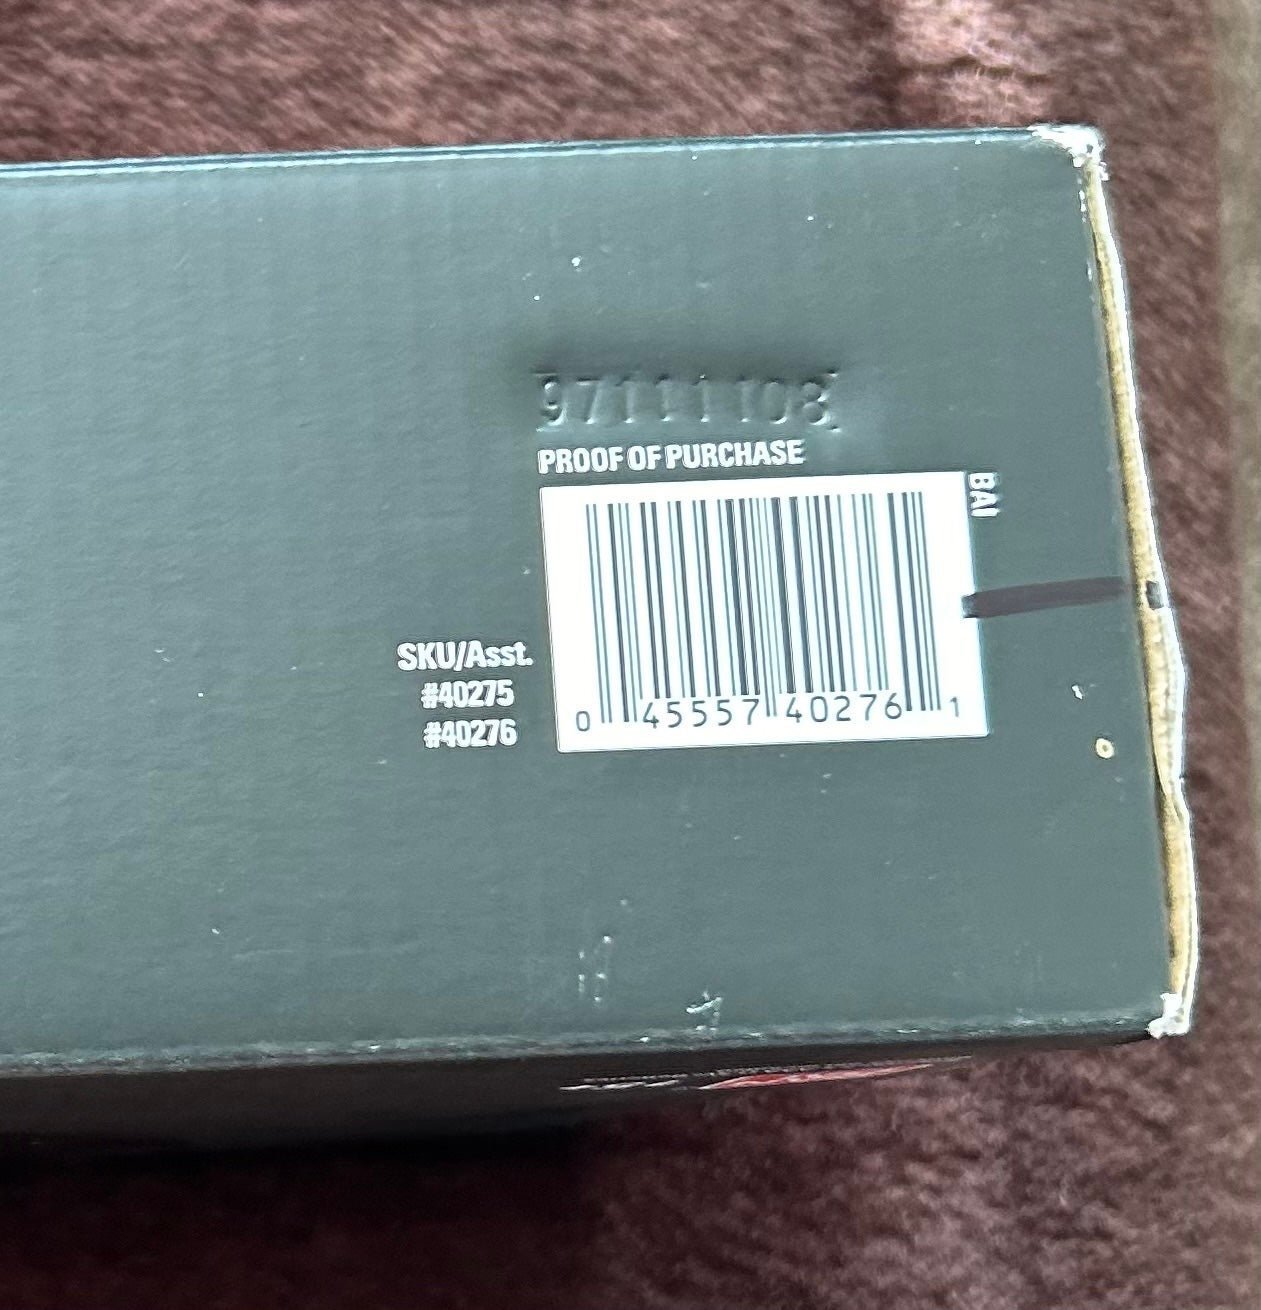 97111108
PROOF OF PURCHASE
BAI
SKU/Asst.
#40275
#40276
0 45557 40276 1